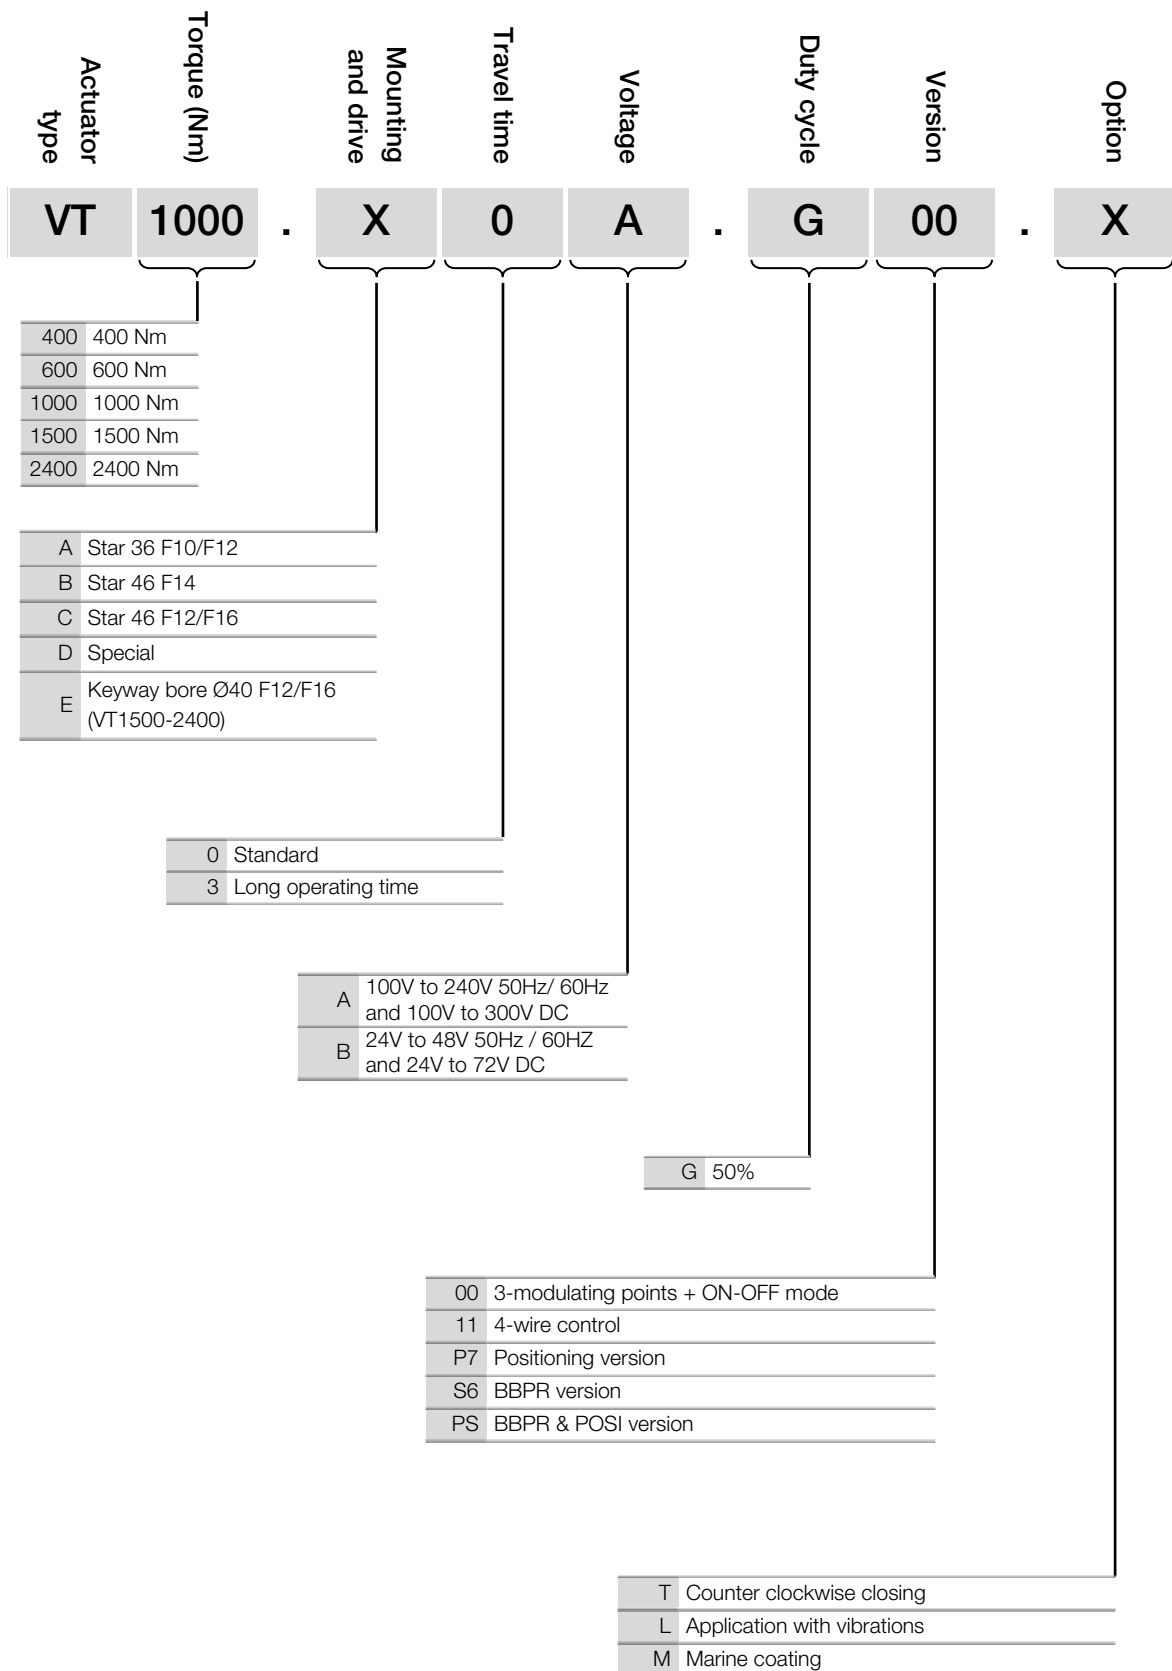 Actuator
type
Torque (Nm)
Mounting
and drive
Travel time
Voltage
Duty cycle
Version
Option
VT 1000 . X 0 A . G 00 . X
400 400 Nm
600 600 Nm
1000 1000 Nm
1500 1500 Nm
2400 2400 Nm
A Star 36 F10/F12
B Star 46 F14
C Star 46 F12/F16
D Special
E Keyway bore Ø40 F12/F16
(VT1500-2400)
0 Standard
3 Long operating time
A 100V to 240V 50Hz/ 60Hz
and 100V to 300V DC
B 24V to 48V 50Hz / 60HZ
and 24V to 72V DC
G 50%
00 3-modulating points + ON-OFF mode
11 4-wire control
P7 Positioning version
S6 BBPR version
PS BBPR & POSI version
T Counter clockwise closing
L Application with vibrations
M Marine coating